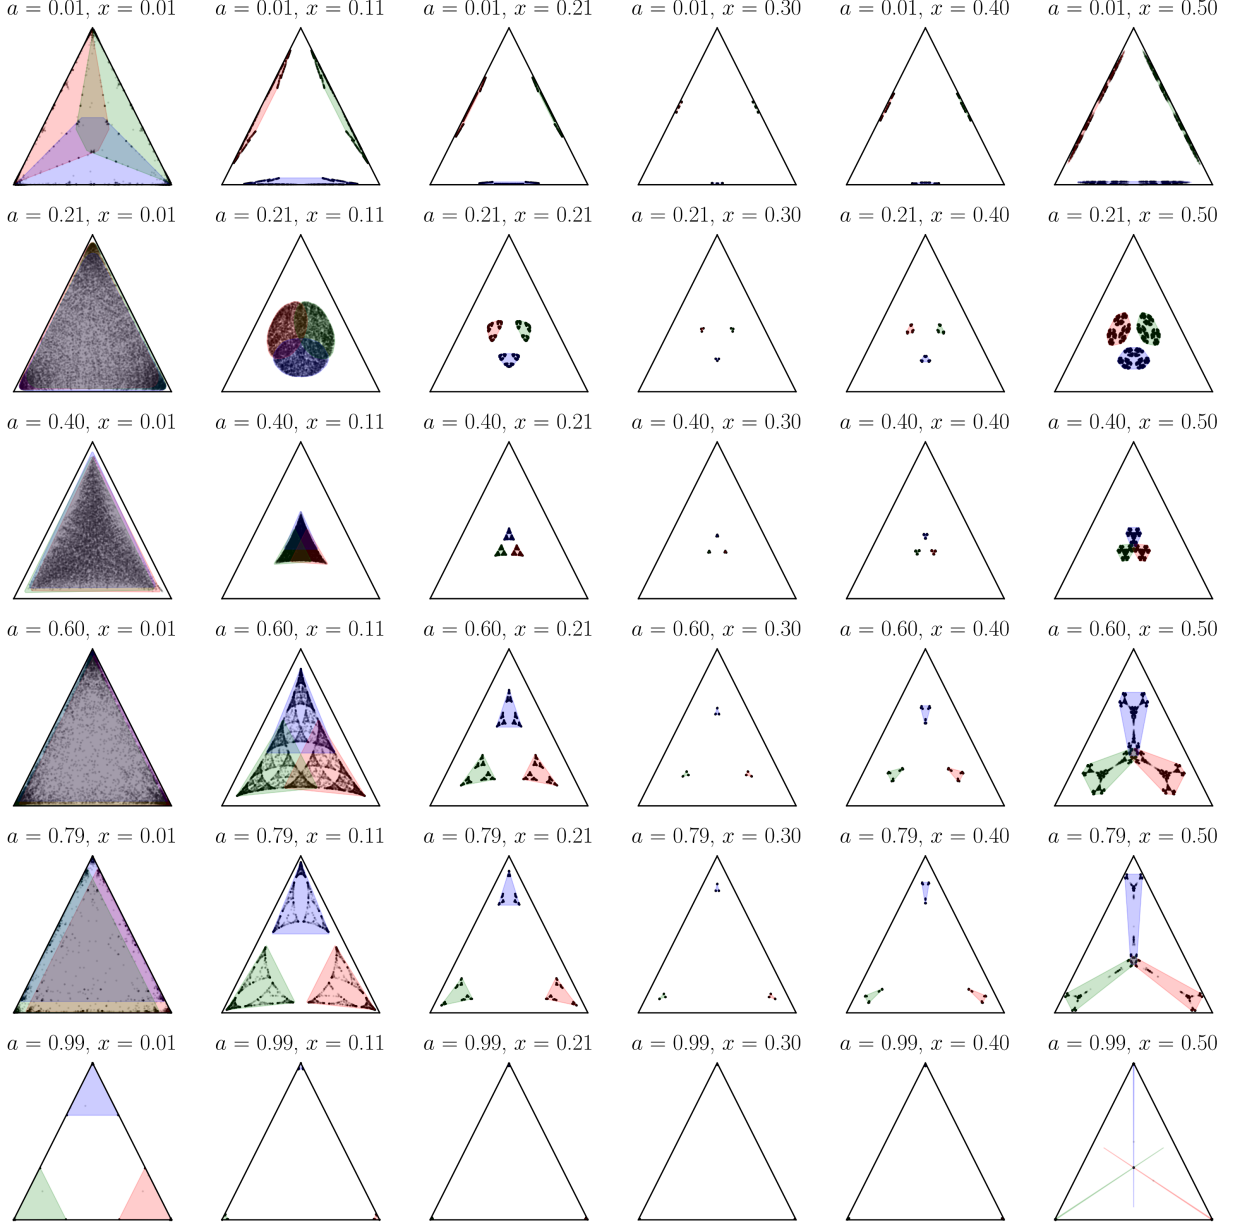 a = 0.01, x = 0.01 a = 0.01, x = 0.11 a = 0.01, x = 0.21 a = 0.01, x = 0.30 a = 0.01, x = 0.40 a = 0.01, x = 0.50
a = 0.21, x = 0.01 a = 0.21, x = 0.11 a = 0.21, x = 0.21 a = 0.21, x = 0.30 a = 0.21, x = 0.40 a = 0.21, x = 0.50
a = 0.40, x = 0.01 a = 0.40, x = 0.11 a = 0.40, x = 0.21 a = 0.40, x = 0.30 a = 0.40, x = 0.40 a = 0.40, x = 0.50
a = 0.60, x = 0.01 a = 0.60, x = 0.11 a = 0.60, x = 0.21 a = 0.60, x = 0.30 a = 0.60, x = 0.40 a = 0.60, x = 0.50
a = 0.79, x = 0.01 a = 0.79, x = 0.11 a = 0.79, x = 0.21 a = 0.79, x = 0.30 a = 0.79, x = 0.40 a = 0.79, x = 0.50
a = 0.99, x = 0.01 a = 0.99, x = 0.11 a = 0.99, x = 0.21 a = 0.99, x = 0.30 a = 0.99, x = 0.40 a = 0.99, x = 0.50